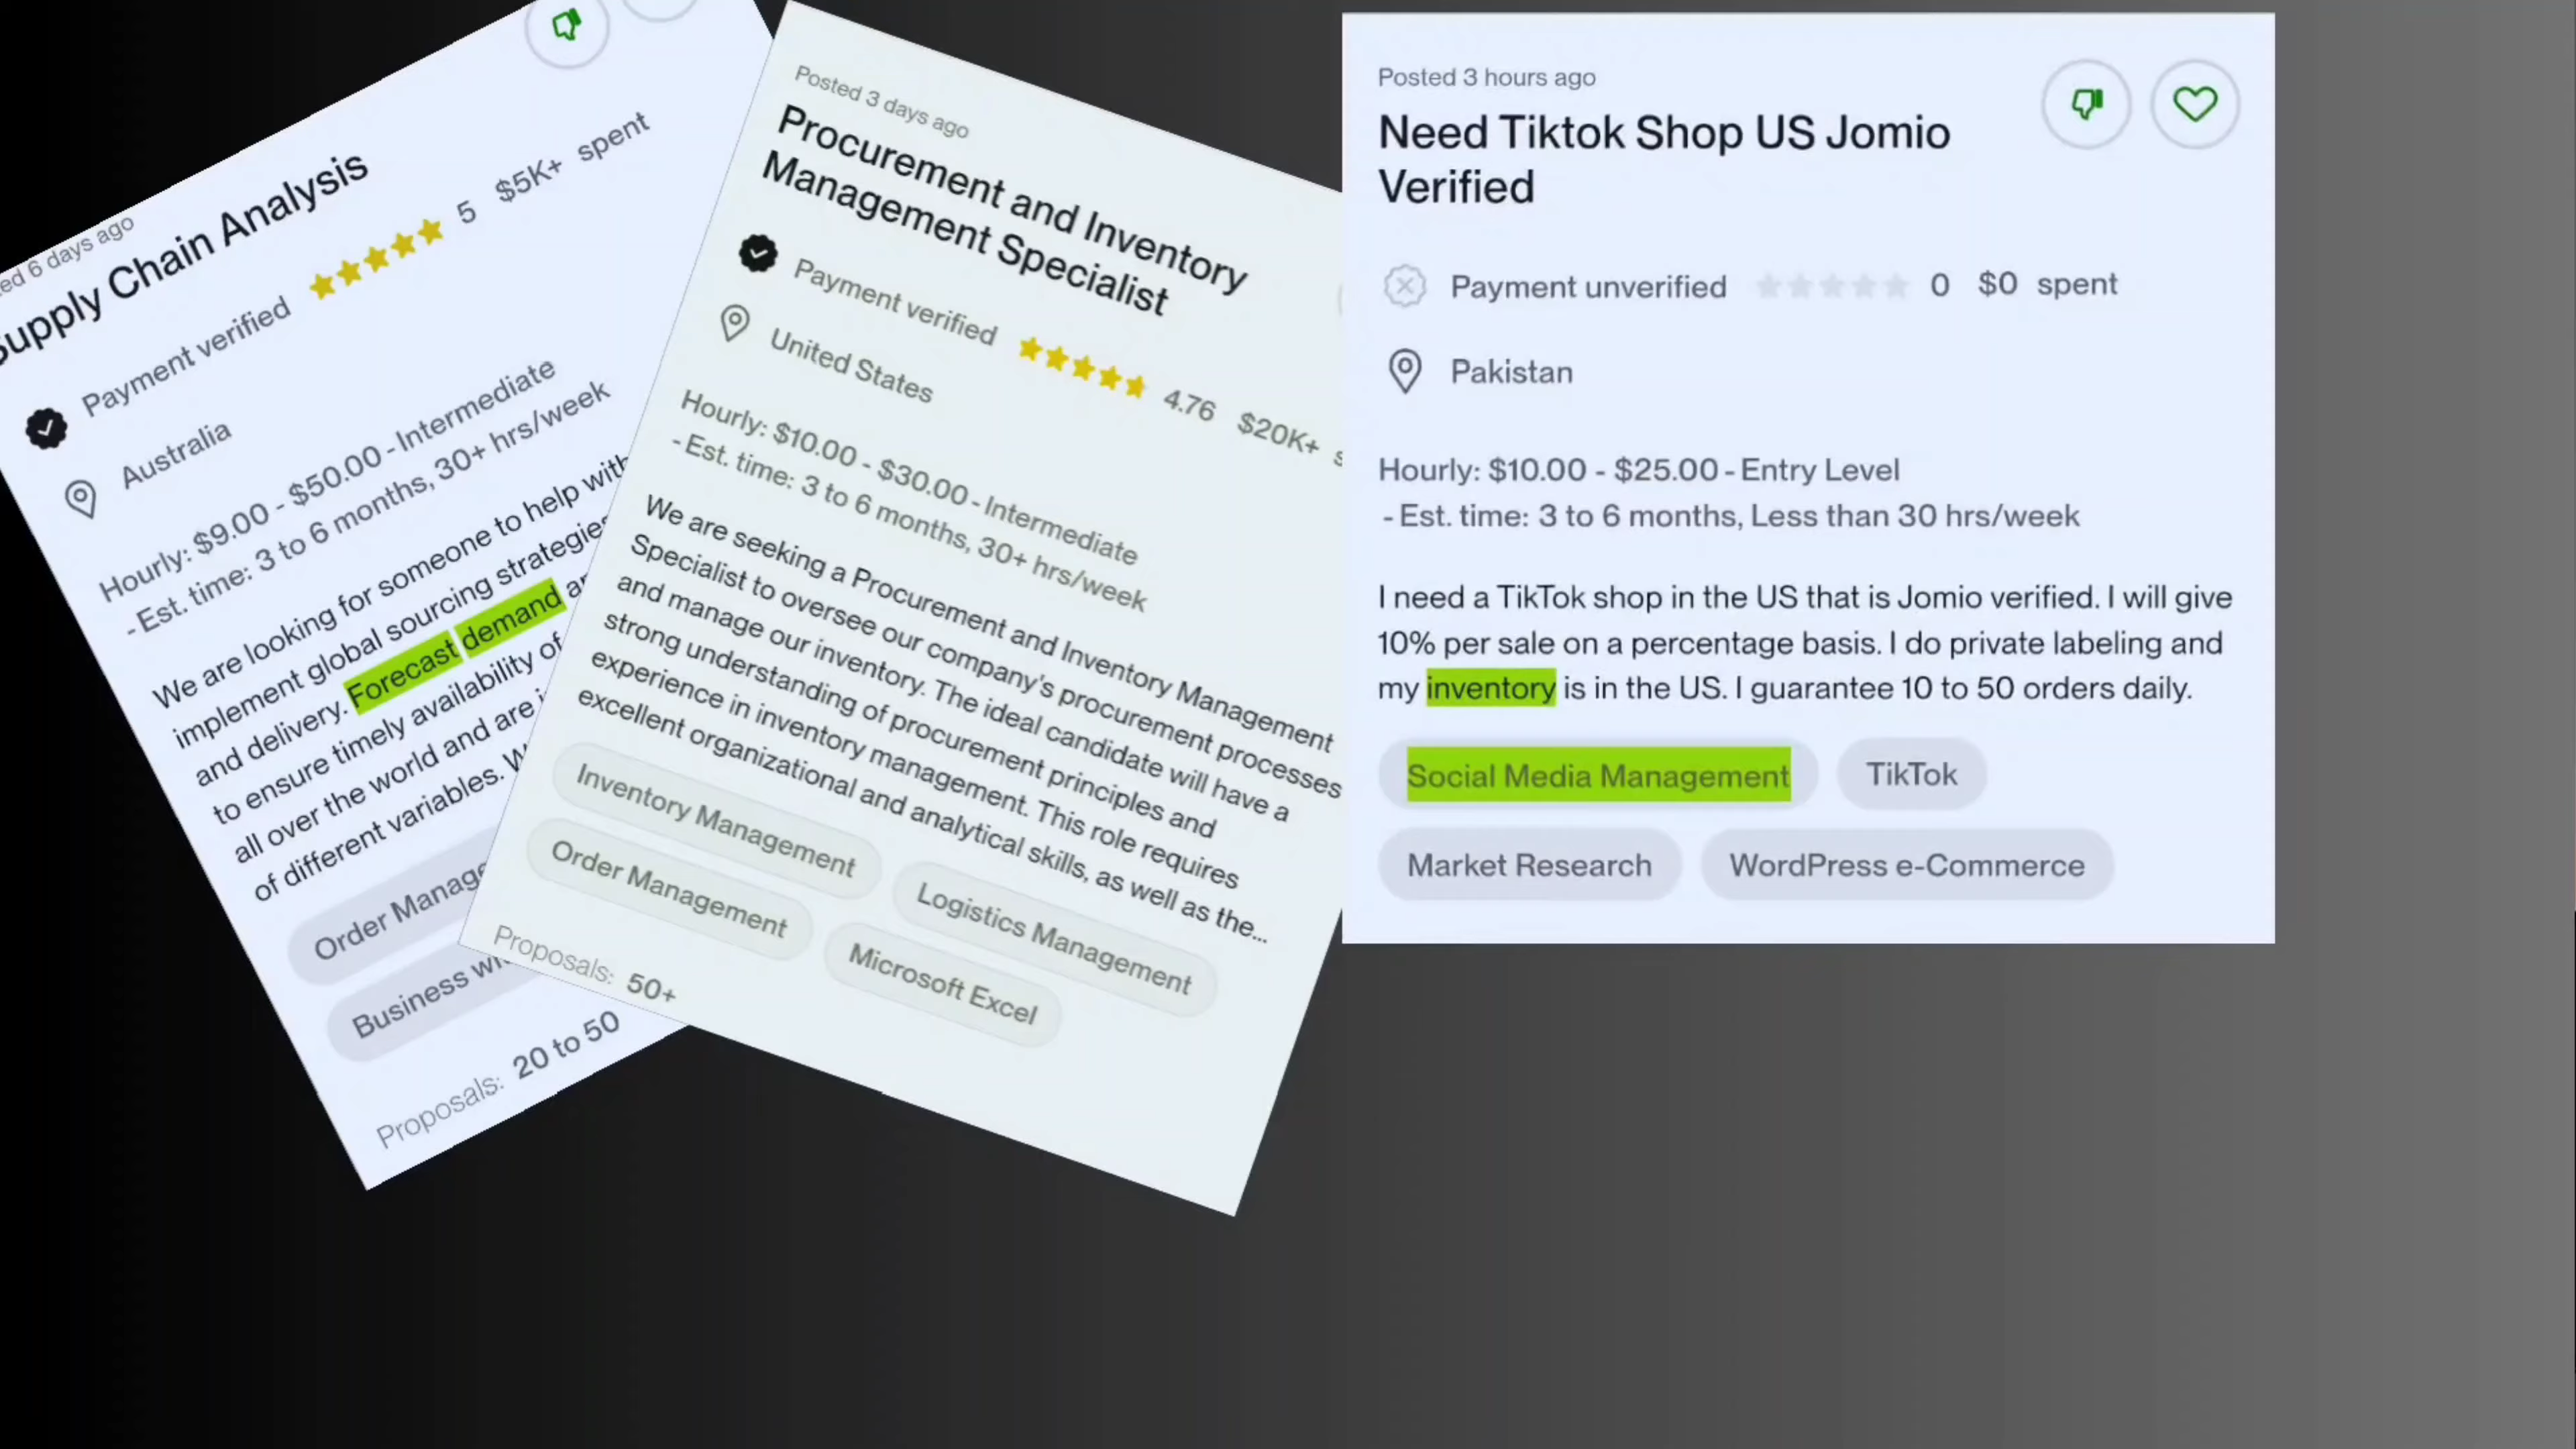 ed 6 days ago
Supply Chain Analysis
Payment verified 5 $5K+ spent
Australia
Hourly: $9.00 - $50.00 - Intermediate
- Est. time: 3 to 6 months, 30+ hrs/week
We are looking for someone to help with
implement global sourcing strategies
and delivery. Forecast demand
to ensure timely availability of
all over the world and are
of different variables.
Order Manage
Business wi
Proposals: 20 to 50
Posted 3 days ago
Procurement and Inventory
Management Specialist
Payment verified 4.76 $20K+ s
United States
Hourly: $10.00 - $30.00 - Intermediate
- Est. time: 3 to 6 months, 30+ hrs/week
We are seeking a Procurement and Inventory Management
Specialist to oversee our company's procurement processes
and manage our inventory. The ideal candidate will have a
strong understanding of procurement principles and
experience in inventory management. This role requires
excellent organizational and analytical skills, as well as the...
Inventory Management
Logistics Management
Order Management
Microsoft Excel
Proposals: 50+
Posted 3 hours ago
Need Tiktok Shop US Jomio
Verified
Payment unverified 0 $0 spent
Pakistan
Hourly: $10.00 - $25.00 - Entry Level
- Est. time: 3 to 6 months, Less than 30 hrs/week
I need a TikTok shop in the US that is Jomio verified. I will give
10% per sale on a percentage basis. I do private labeling and
my inventory is in the US. I guarantee 10 to 50 orders daily.
Social Media Management TikTok
Market Research WordPress e-Commerce